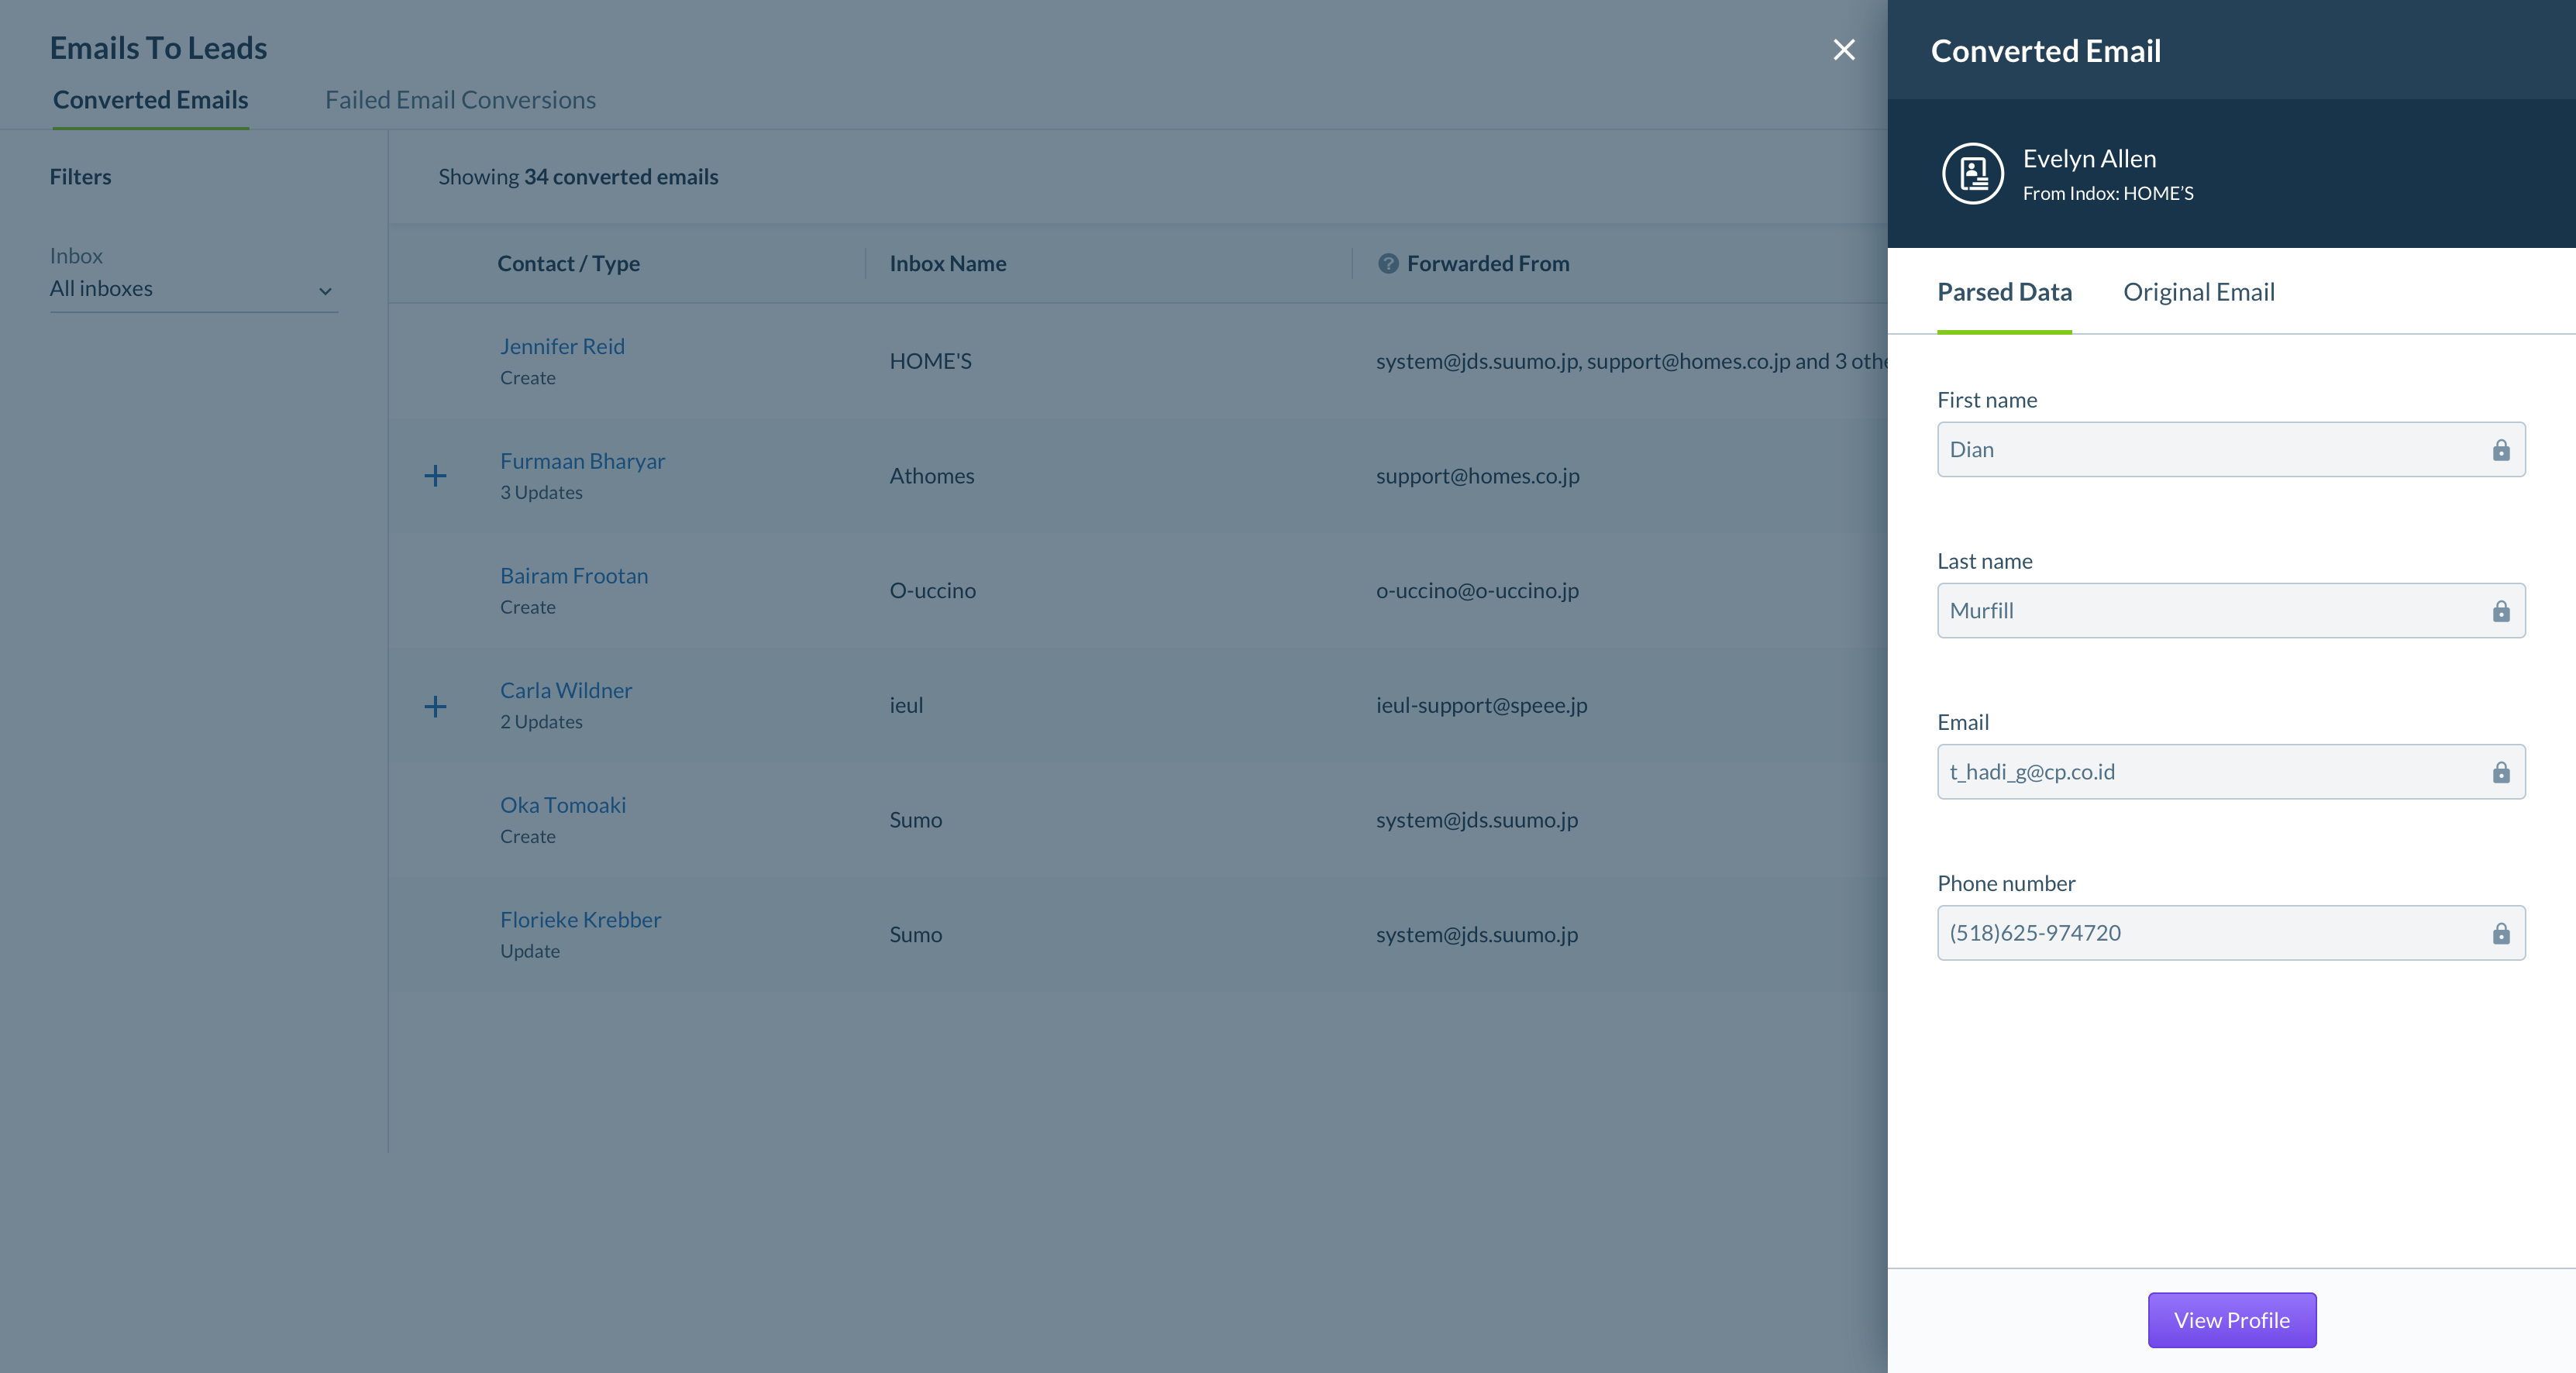 Emails To Leads
Converted Emails
Failed Email Conversions
Filters
Inbox
All inboxes
Showing 34 converted emails
Contact / Type
Inbox Name
Forwarded From
Jennifer Reid
Create
HOME'S
system@jds.suumo.jp, support@homes.co.jp and 3 othe
Furmaan Bharyar
3 Updates
Athomes
support@homes.co.jp
Bairam Frootan
Create
O-uccino
o-uccino@o-uccino.jp
Carla Wildner
2 Updates
ieul
ieul-support@speee.jp
Oka Tomoaki
Create
Sumo
system@jds.suumo.jp
Florieke Krebber
Update
Sumo
system@jds.suumo.jp
Converted Email
Evelyn Allen
From Indox: HOME’S
Parsed Data
Original Email
First name
Dian
Last name
Murfill
Email
t_hadi_g@cp.co.id
Phone number
(518)625-974720
View Profile